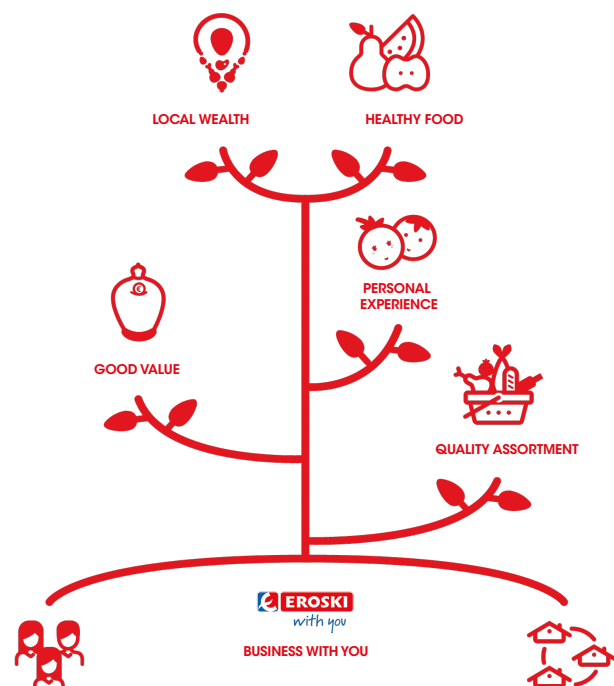 LOCAL WEALTH
HEALTHY FOOD
PERSONAL
EXPERIENCE
€
GOOD VALUE
QUALITY ASSORTMENT
EROSKI
with you
BUSINESS WITH YOU